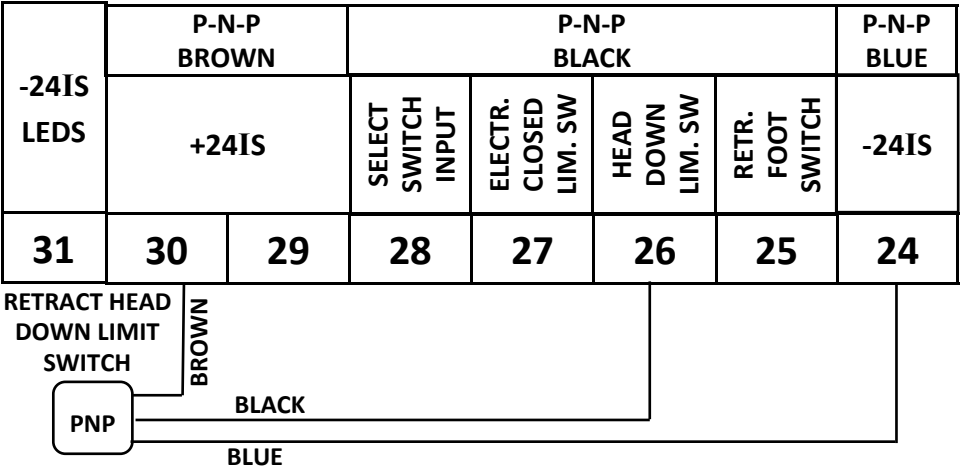 P-N-P
BROWN
P-N-P
BLACK
P-N-P
BLUE
-24IS
LEDS
+24IS
SELECT
SWITCH
INPUT
ELECTR.
CLOSED
LIM. SW
HEAD
DOWN
LIM. SW
RETR.
FOOT
SWITCH
-24IS
31 30 29 28 27 26 25 24
RETRACT HEAD
DOWN LIMIT
SWITCH
BROWN
PNP
BLACK
BLUE